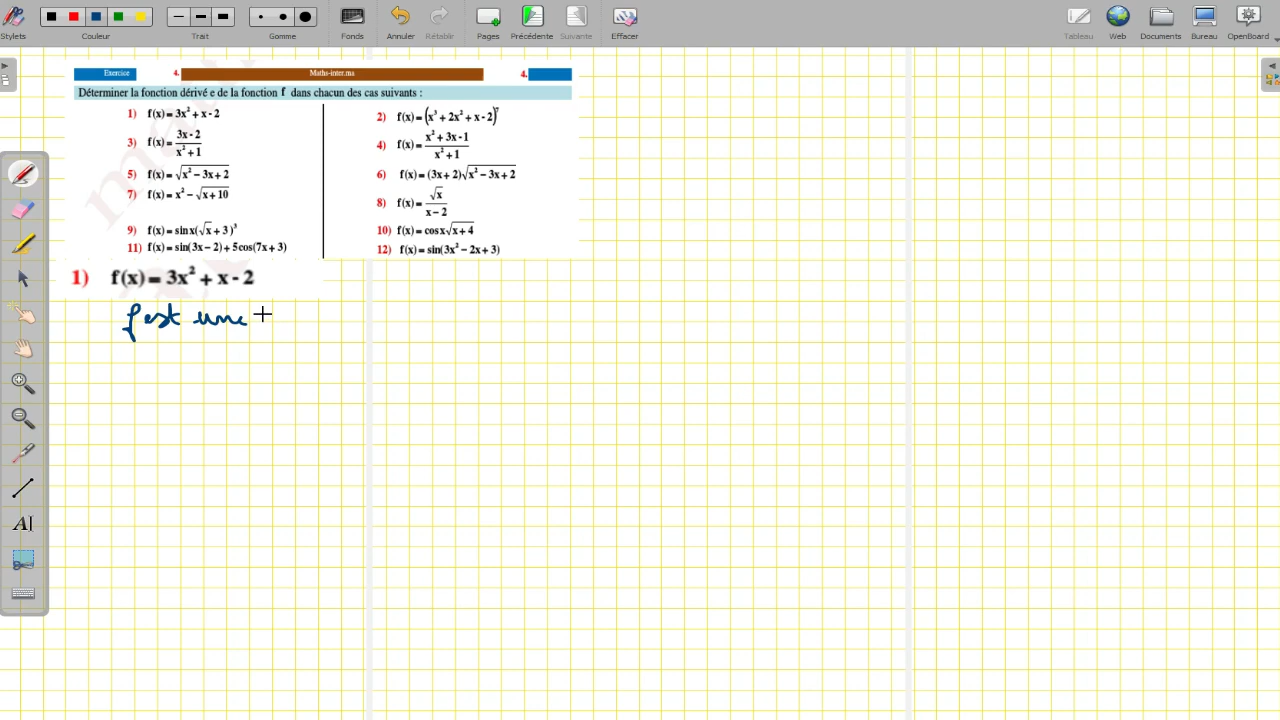 Stylets Couleur Trait Gomme Fonds Annuler Rétablir Pages Précédente Suivante Effacer Tableau Web Documents Bureau OpenBoard
Exercice 4. Maths-inter.ma 4.
Déterminer la fonction dérivé e de la fonction f dans chacun des cas suivants :
1) f(x) = 3x² + x - 2
2) f(x) = (x³ + 2x² + x - 2)⁷
3) f(x) = (3x - 2)/(x² + 1)
4) f(x) = (x² + 3x - 1)/(x² + 1)
5) f(x) = √(x² − 3x + 2)
6) f(x) = (3x + 2)√(x² − 3x + 2)
7) f(x) = x² − √(x + 10)
8) f(x) = √x/(x − 2)
9) f(x) = sin x(√x + 3)³
10) f(x) = cos x√(x + 4)
11) f(x) = sin(3x − 2) + 5cos(7x + 3)
12) f(x) = sin(3x² − 2x + 3)
1) f(x) = 3x² + x - 2
f est une